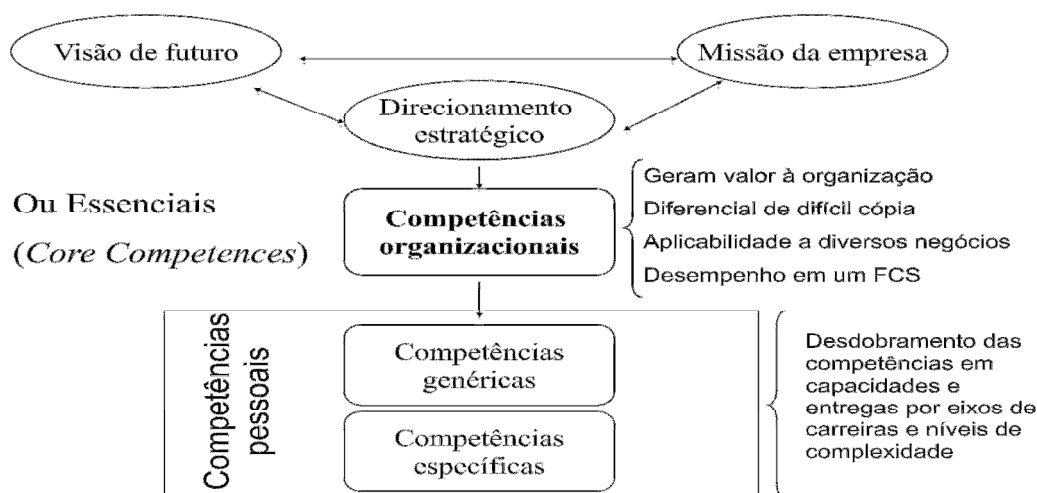 Visão de futuro
Missão da empresa
Direcionamento
estratégico
Ou Essenciais
(Core Competences)
Competências
organizacionais
Geram valor à organização
Diferencial de difícil cópia
Aplicabilidade a diversos negócios
Desempenho em um FCS
Competências
pessoais
Competências
genéricas
Competências
específicas
Desdobramento das
competências em
capacidades e
entregas por eixos de
carreiras e níveis de
complexidade